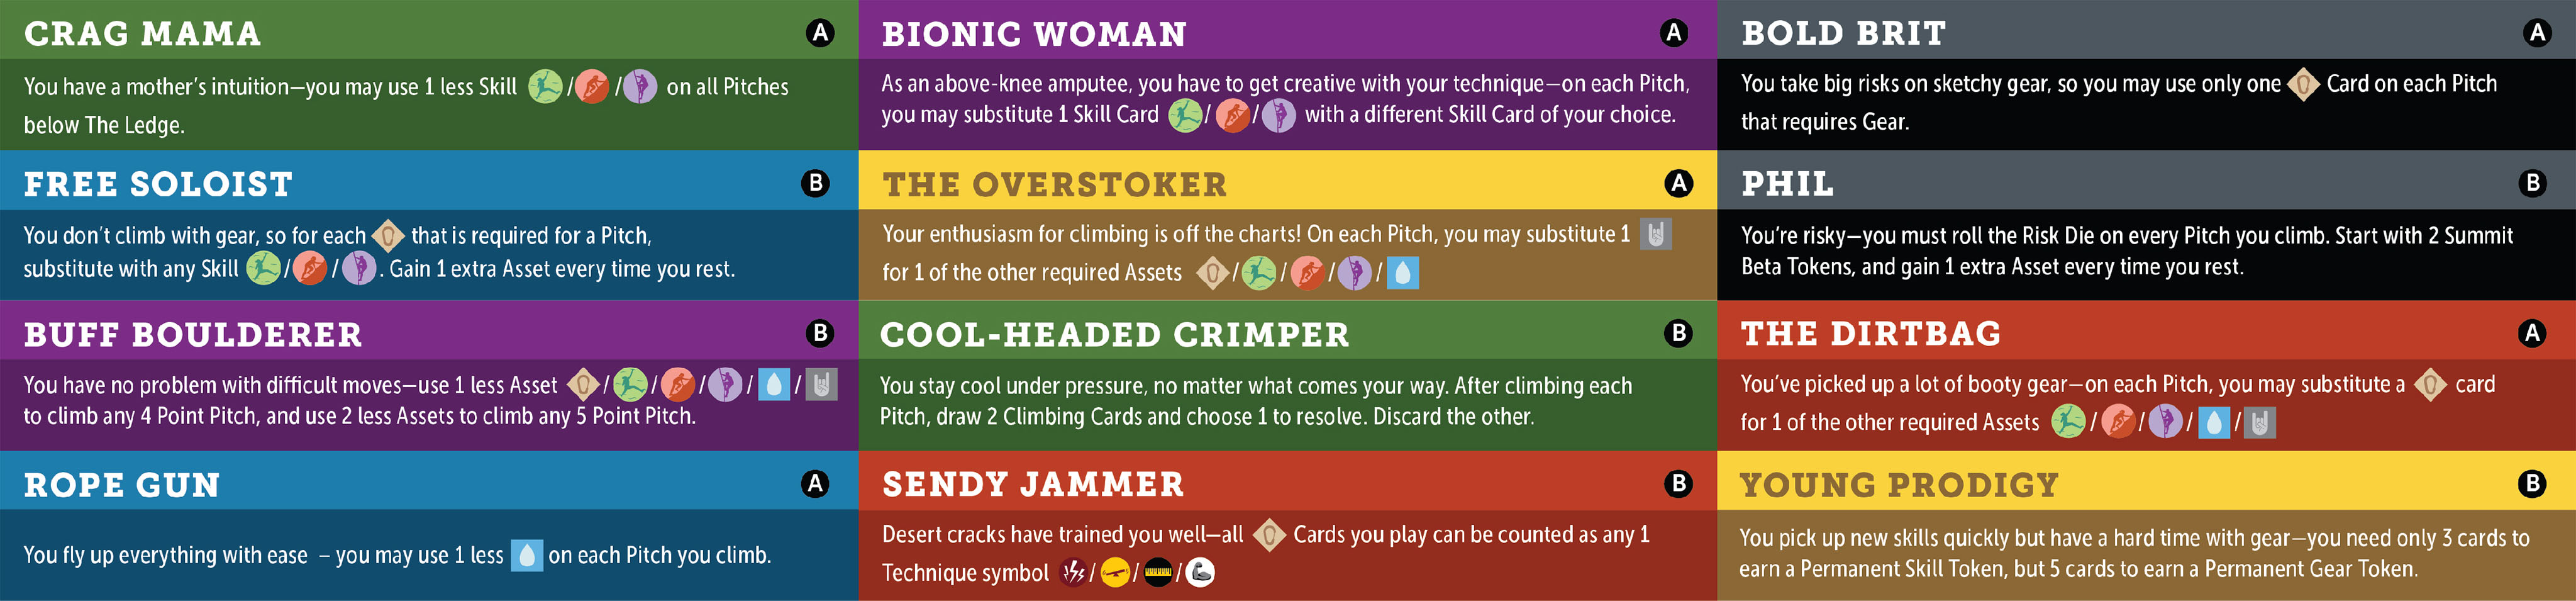 CRAG MAMA A
You have a mother's intuition—you may use 1 less Skill / / on all Pitches
below The Ledge.
BIONIC WOMAN A
As an above-knee amputee, you have to get creative with your technique—on each Pitch,
you may substitute 1 Skill Card / / with a different Skill Card of your choice.
BOLD BRIT A
You take big risks on sketchy gear, so you may use only one Card on each Pitch
that requires Gear.
FREE SOLOIST B
You don't climb with gear, so for each that is required for a Pitch,
substitute with any Skill / / . Gain 1 extra Asset every time you rest.
THE OVERSTOKER A
Your enthusiasm for climbing is off the charts! On each Pitch, you may substitute 1
for 1 of the other required Assets / / / /
PHIL B
You're risky—you must roll the Risk Die on every Pitch you climb. Start with 2 Summit
Beta Tokens, and gain 1 extra Asset every time you rest.
BUFF BOULDERER B
You have no problem with difficult moves—use 1 less Asset / / / / /
to climb any 4 Point Pitch, and use 2 less Assets to climb any 5 Point Pitch.
COOL-HEADED CRIMPER B
You stay cool under pressure, no matter what comes your way. After climbing each
Pitch, draw 2 Climbing Cards and choose 1 to resolve. Discard the other.
THE DIRTBAG A
You've picked up a lot of booty gear—on each Pitch, you may substitute a card
for 1 of the other required Assets / / / /
ROPE GUN A
You fly up everything with ease – you may use 1 less on each Pitch you climb.
SENDY JAMMER B
Desert cracks have trained you well—all Cards you play can be counted as any 1
Technique symbol / / /
YOUNG PRODIGY B
You pick up new skills quickly but have a hard time with gear—you need only 3 cards to
earn a Permanent Skill Token, but 5 cards to earn a Permanent Gear Token.